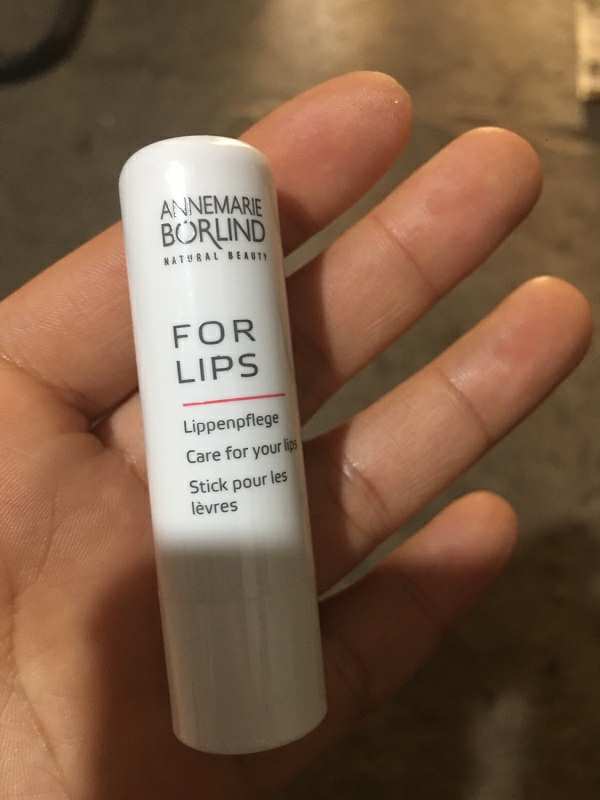 ANNEMARIE
BÖRLIND
NATURAL BEAUTY
FOR
LIPS
Lippenpflege
Care for your lips
Stick pour les
lèvres